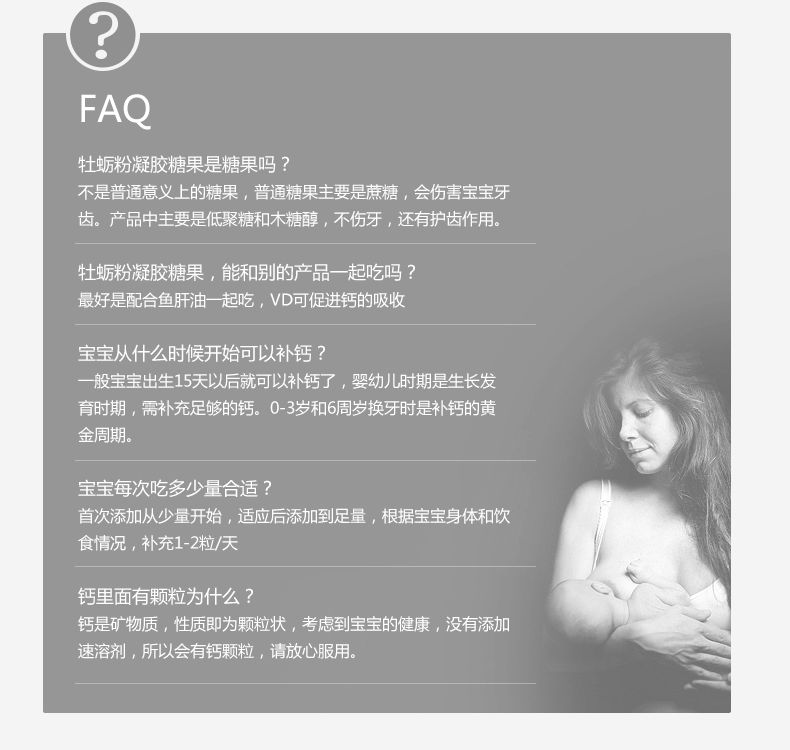 ?
FAQ
牡蛎粉凝胶糖果是糖果吗？
不是普通意义上的糖果，普通糖果主要是蔗糖，会伤害宝宝牙
齿。产品中主要是低聚糖和木糖醇，不伤牙，还有护齿作用。
牡蛎粉凝胶糖果，能和别的产品一起吃吗？
最好是配合鱼肝油一起吃，VD可促进钙的吸收
宝宝从什么时候开始可以补钙？
一般宝宝出生15天以后就可以补钙了，婴幼儿时期是生长发
育时期，需补充足够的钙。0-3岁和6周岁换牙时是补钙的黄
金周期。
宝宝每次吃多少量合适？
首次添加从少量开始，适应后添加到足量，根据宝宝身体和饮
食情况，补充1-2粒/天
钙里面有颗粒为什么？
钙是矿物质，性质即为颗粒状，考虑到宝宝的健康，没有添加
速溶剂，所以会有钙颗粒，请放心服用。